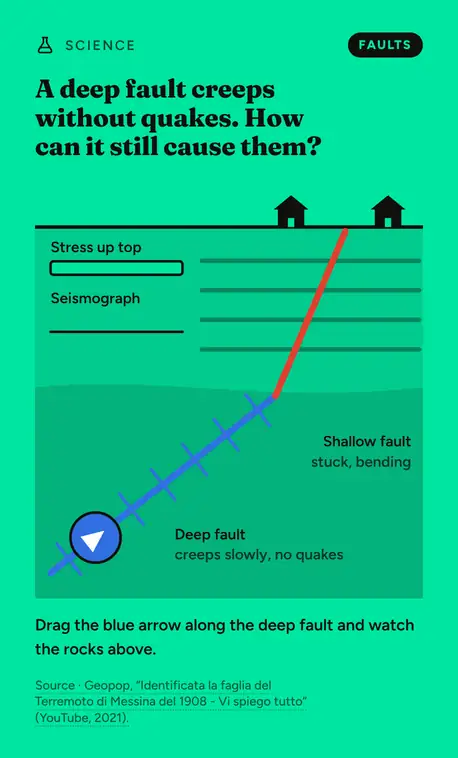 SCIENCE
FAULTS
A deep fault creeps
without quakes. How
can it still cause them?
Stress up top
Seismograph
Shallow fault
stuck, bending
Deep fault
creeps slowly, no quakes
Drag the blue arrow along the deep fault and watch
the rocks above.
Source · Geopop, “Identificata la faglia del
Terremoto di Messina del 1908 - Vi spiego tutto”
(YouTube, 2021).